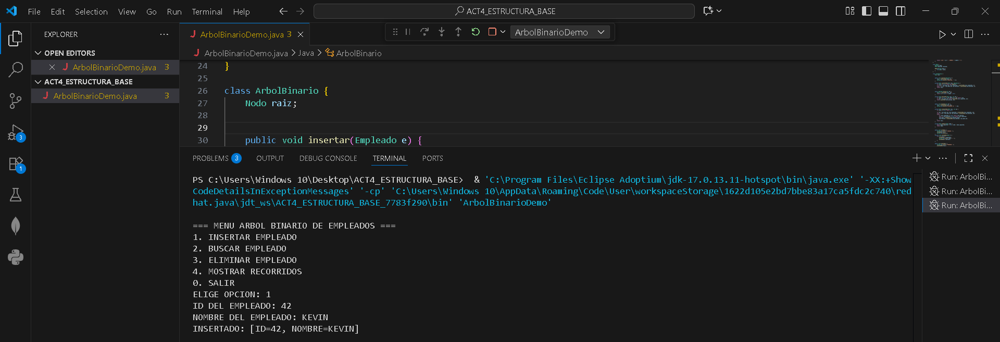 File Edit Selection View Go Run Terminal Help
ACT4_ESTRUCTURA_BASE
EXPLORER
OPEN EDITORS
ArbolBinarioDemo.java 3
ACT4_ESTRUCTURA_BASE
ArbolBinarioDemo.java 3
3
1
ArbolBinarioDemo.java 3
ArbolBinarioDemo
ArbolBinarioDemo.java > Java > ArbolBinario
24 }
25
26 class ArbolBinario {
27 Nodo raiz;
28
29
30 public void insertar(Empleado e) {
PROBLEMS 3 OUTPUT DEBUG CONSOLE TERMINAL PORTS
PS C:\Users\Windows 10\Desktop\ACT4_ESTRUCTURA_BASE> & 'C:\Program Files\Eclipse Adoptium\jdk-17.0.13.11-hotspot\bin\java.exe' '-XX:+Show
CodeDetailsInExceptionMessages' '-cp' 'C:\Users\Windows 10\AppData\Roaming\Code\User\workspaceStorage\1622d105e2bd7bbe83a17ca5fdc2c740\red
hat.java\jdt_ws\ACT4_ESTRUCTURA_BASE_7783f290\bin' 'ArbolBinarioDemo'
=== MENU ARBOL BINARIO DE EMPLEADOS ===
1. INSERTAR EMPLEADO
2. BUSCAR EMPLEADO
3. ELIMINAR EMPLEADO
4. MOSTRAR RECORRIDOS
0. SALIR
ELIGE OPCION: 1
ID DEL EMPLEADO: 42
NOMBRE DEL EMPLEADO: KEVIN
INSERTADO: [ID=42, NOMBRE=KEVIN]
Run: ArbolBi...
Run: ArbolBi...
Run: ArbolBi...